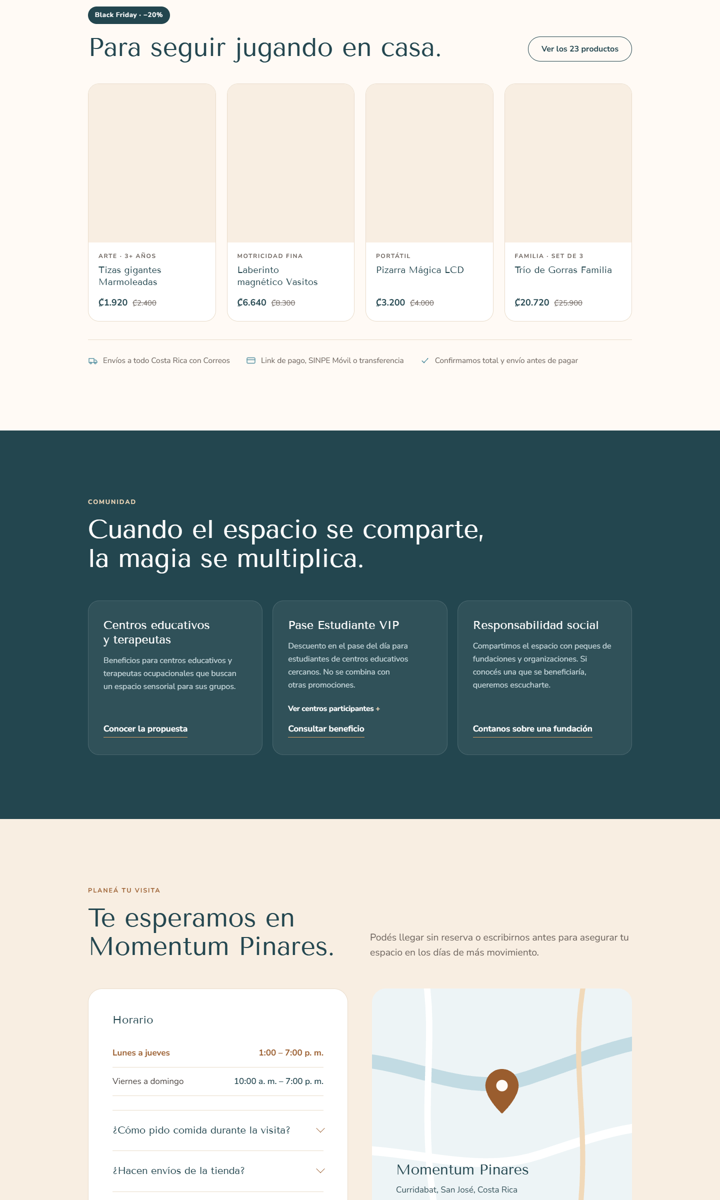 Black Friday · −20%
Para seguir jugando en casa.
Ver los 23 productos
ARTE · 3+ AÑOS
Tizas gigantes
Marmoleadas
₡1.920 ₡2.400
MOTRICIDAD FINA
Laberinto
magnético Vasitos
₡6.640 ₡8.300
PORTÁTIL
Pizarra Mágica LCD
₡3.200 ₡4.000
FAMILIA · SET DE 3
Trio de Gorras Familia
₡20.720 ₡25.900
Envíos a todo Costa Rica con Correos
Link de pago, SINPE Móvil o transferencia
Confirmamos total y envío antes de pagar
COMUNIDAD
Cuando el espacio se comparte,
la magia se multiplica.
Centros educativos
y terapeutas
Beneficios para centros educativos y
terapeutas ocupacionales que buscan
un espacio sensorial para sus grupos.
Conocer la propuesta
Pase Estudiante VIP
Descuento en el pase del día para
estudiantes de centros educativos
cercanos. No se combina con
otras promociones.
Ver centros participantes +
Consultar beneficio
Responsabilidad social
Compartimos el espacio con peques de
fundaciones y organizaciones. Si
conocés una que se beneficiaría,
queremos escucharte.
Contanos sobre una fundación
PLANEÁ TU VISITA
Te esperamos en
Momentum Pinares.
Podés llegar sin reserva o escribirnos antes para asegurar tu
espacio en los días de más movimiento.
Horario
Lunes a jueves 1:00 – 7:00 p. m.
Viernes a domingo 10:00 a. m. – 7:00 p. m.
¿Cómo pido comida durante la visita?
¿Hacen envíos de la tienda?
Momentum Pinares
Curridabat, San José, Costa Rica